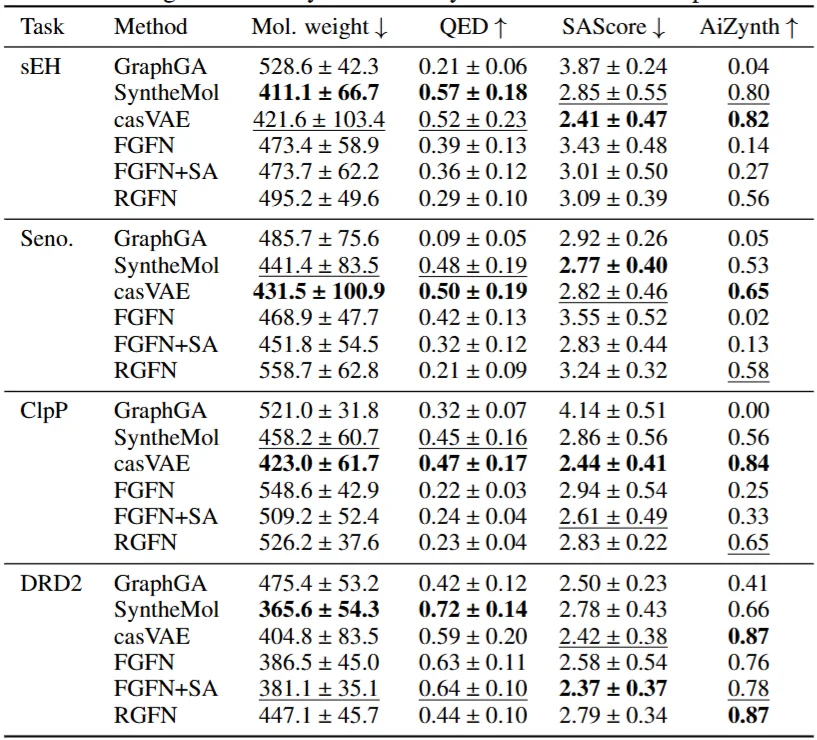 Task Method Mol. weight ↓ QED ↑ SAScore ↓ AiZynth ↑
sEH GraphGA 528.6 ± 42.3 0.21 ± 0.06 3.87 ± 0.24 0.04
SyntheMol 411.1 ± 66.7 0.57 ± 0.18 2.85 ± 0.55 0.80
casVAE 421.6 ± 103.4 0.52 ± 0.23 2.41 ± 0.47 0.82
FGFN 473.4 ± 58.9 0.39 ± 0.13 3.43 ± 0.48 0.14
FGFN+SA 473.7 ± 62.2 0.36 ± 0.12 3.01 ± 0.50 0.27
RGFN 495.2 ± 49.6 0.29 ± 0.10 3.09 ± 0.39 0.56
Seno. GraphGA 485.7 ± 75.6 0.09 ± 0.05 2.92 ± 0.26 0.05
SyntheMol 441.4 ± 83.5 0.48 ± 0.19 2.77 ± 0.40 0.53
casVAE 431.5 ± 100.9 0.50 ± 0.19 2.82 ± 0.46 0.65
FGFN 468.9 ± 47.7 0.42 ± 0.13 3.55 ± 0.52 0.02
FGFN+SA 451.8 ± 54.5 0.32 ± 0.12 2.83 ± 0.44 0.13
RGFN 558.7 ± 62.8 0.21 ± 0.09 3.24 ± 0.32 0.58
ClpP GraphGA 521.0 ± 31.8 0.32 ± 0.07 4.14 ± 0.51 0.00
SyntheMol 458.2 ± 60.7 0.45 ± 0.16 2.86 ± 0.56 0.56
casVAE 423.0 ± 61.7 0.47 ± 0.17 2.44 ± 0.41 0.84
FGFN 548.6 ± 42.9 0.22 ± 0.03 2.94 ± 0.54 0.25
FGFN+SA 509.2 ± 52.4 0.24 ± 0.04 2.61 ± 0.49 0.33
RGFN 526.2 ± 37.6 0.23 ± 0.04 2.83 ± 0.22 0.65
DRD2 GraphGA 475.4 ± 53.2 0.42 ± 0.12 2.50 ± 0.23 0.41
SyntheMol 365.6 ± 54.3 0.72 ± 0.14 2.78 ± 0.43 0.66
casVAE 404.8 ± 83.5 0.59 ± 0.20 2.42 ± 0.38 0.87
FGFN 386.5 ± 45.0 0.63 ± 0.11 2.58 ± 0.54 0.76
FGFN+SA 381.1 ± 35.1 0.64 ± 0.10 2.37 ± 0.37 0.78
RGFN 447.1 ± 45.7 0.44 ± 0.10 2.79 ± 0.34 0.87